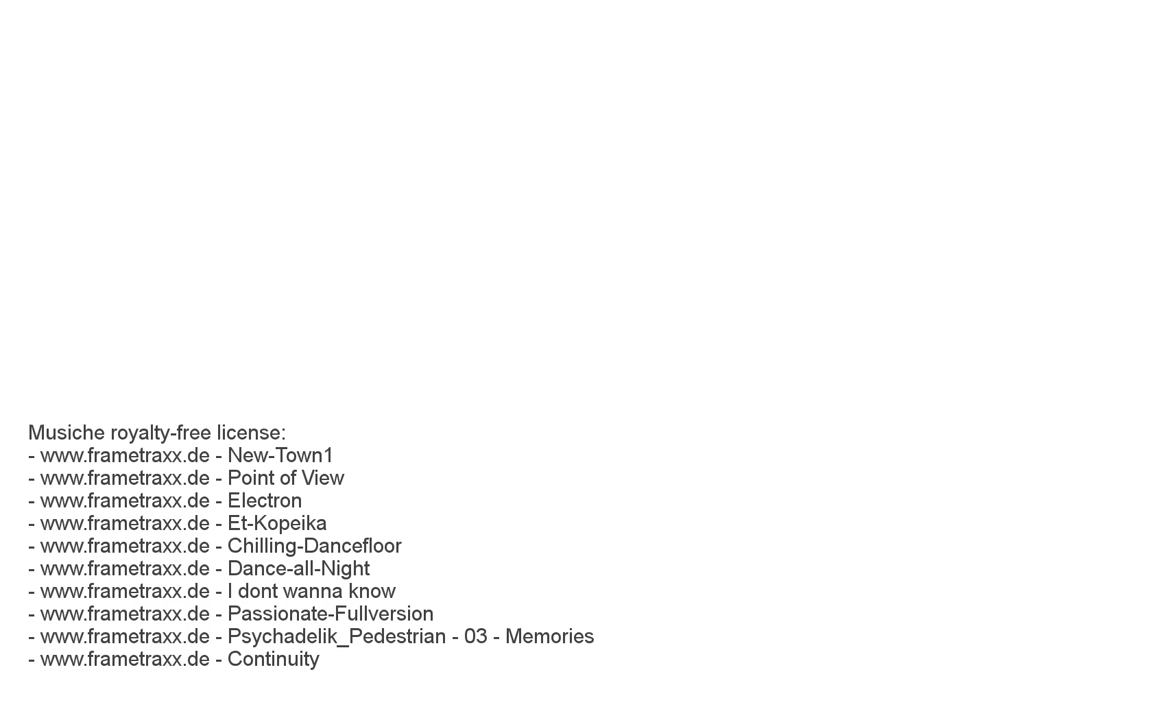 Musiche royalty-free license:
- www.frametraxx.de - New-Town1
- www.frametraxx.de - Point of View
- www.frametraxx.de - Electron
- www.frametraxx.de - Et-Kopeika
- www.frametraxx.de - Chilling-Dancefloor
- www.frametraxx.de - Dance-all-Night
- www.frametraxx.de - I dont wanna know
- www.frametraxx.de - Passionate-Fullversion
- www.frametraxx.de - Psychadelik_Pedestrian - 03 - Memories
- www.frametraxx.de - Continuity